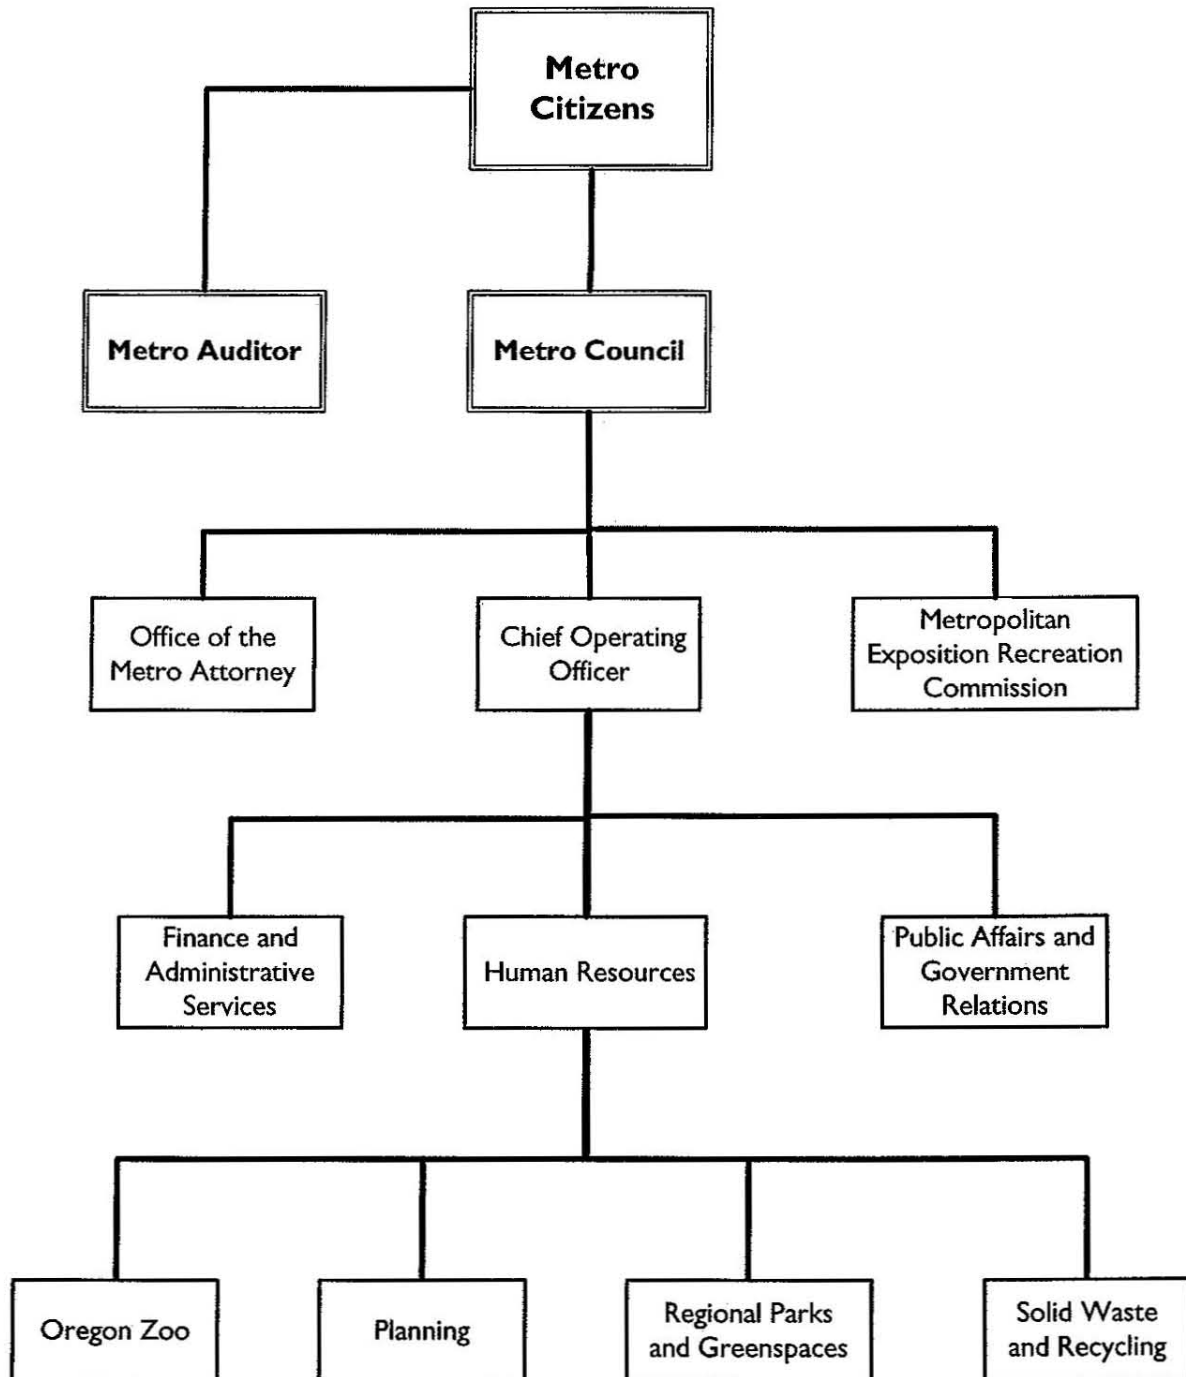 Metro
Citizens
Metro Auditor
Metro Council
Office of the
Metro Attorney
Chief Operating
Officer
Metropolitan
Exposition Recreation
Commission
Finance and
Administrative
Services
Human Resources
Public Affairs and
Government
Relations
Oregon Zoo
Planning
Regional Parks
and Greenspaces
Solid Waste
and Recycling